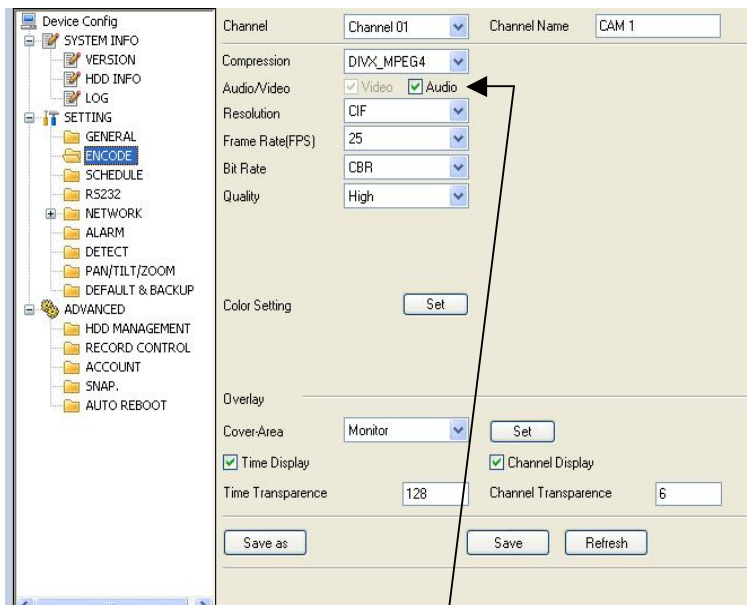 Device Config
SYSTEM INFO
VERSION
HDD INFO
LOG
SETTING
GENERAL
ENCODE
SCHEDULE
RS232
NETWORK
ALARM
DETECT
PAN/TILT/ZOOM
DEFAULT & BACKUP
ADVANCED
HDD MANAGEMENT
RECORD CONTROL
ACCOUNT
SNAP.
AUTO REBOOT
Channel Channel 01 Channel Name CAM 1
Compression DIVX_MPEG4
Audio/Video Video Audio
Resolution CIF
Frame Rate(FPS) 25
Bit Rate CBR
Quality High
Color Setting Set
Overlay
Cover-Area Monitor Set
Time Display Channel Display
Time Transparence 128 Channel Transparence 6
Save as Save Refresh